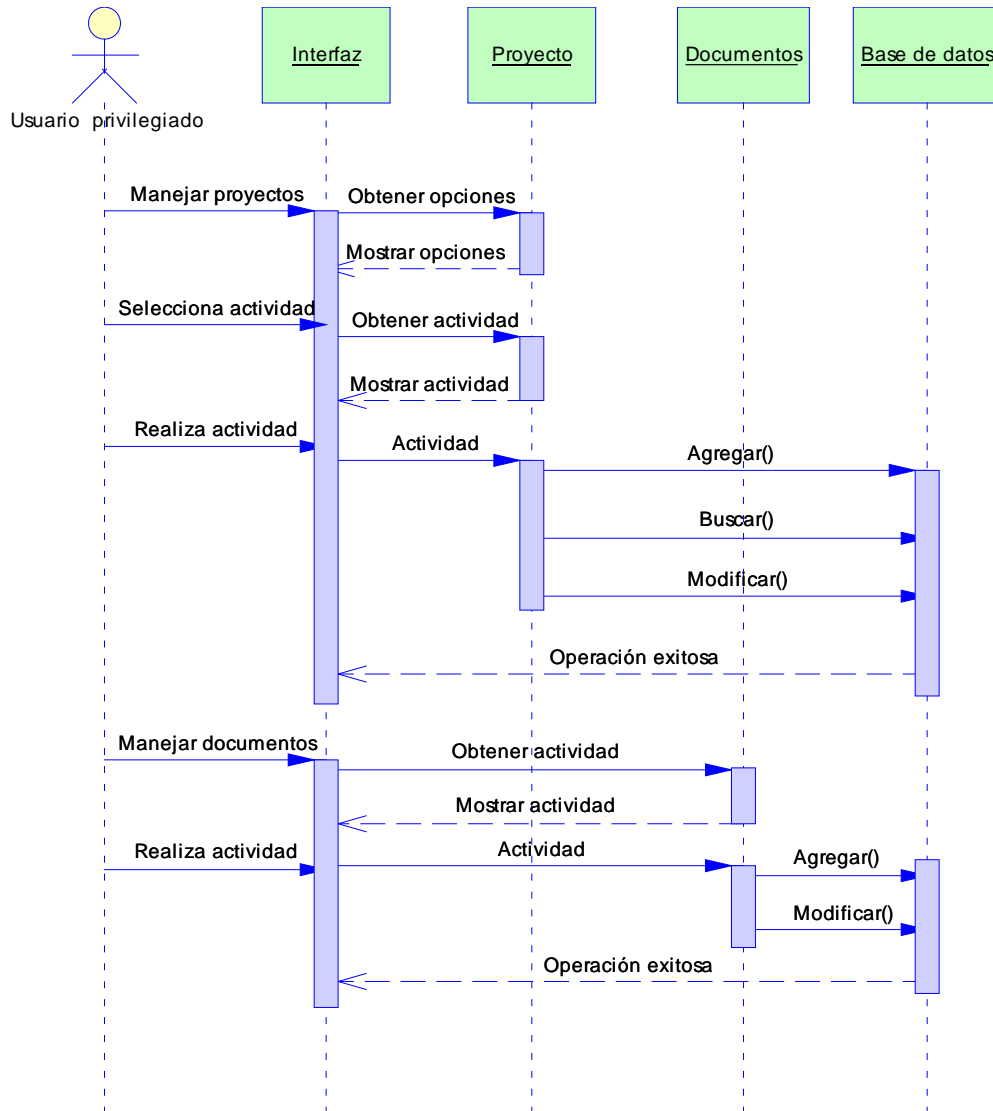 Interfaz
Proyecto
Documentos
Base de datos
Usuario privilegiado
Manejar proyectos
Obtener opciones
Mostrar opciones
Selecciona actividad
Obtener actividad
Mostrar actividad
Realiza actividad
Actividad
Agregar()
Buscar()
Modificar()
Operación exitosa
Manejar documentos
Obtener actividad
Mostrar actividad
Realiza actividad
Actividad
Agregar()
Modificar()
Operación exitosa